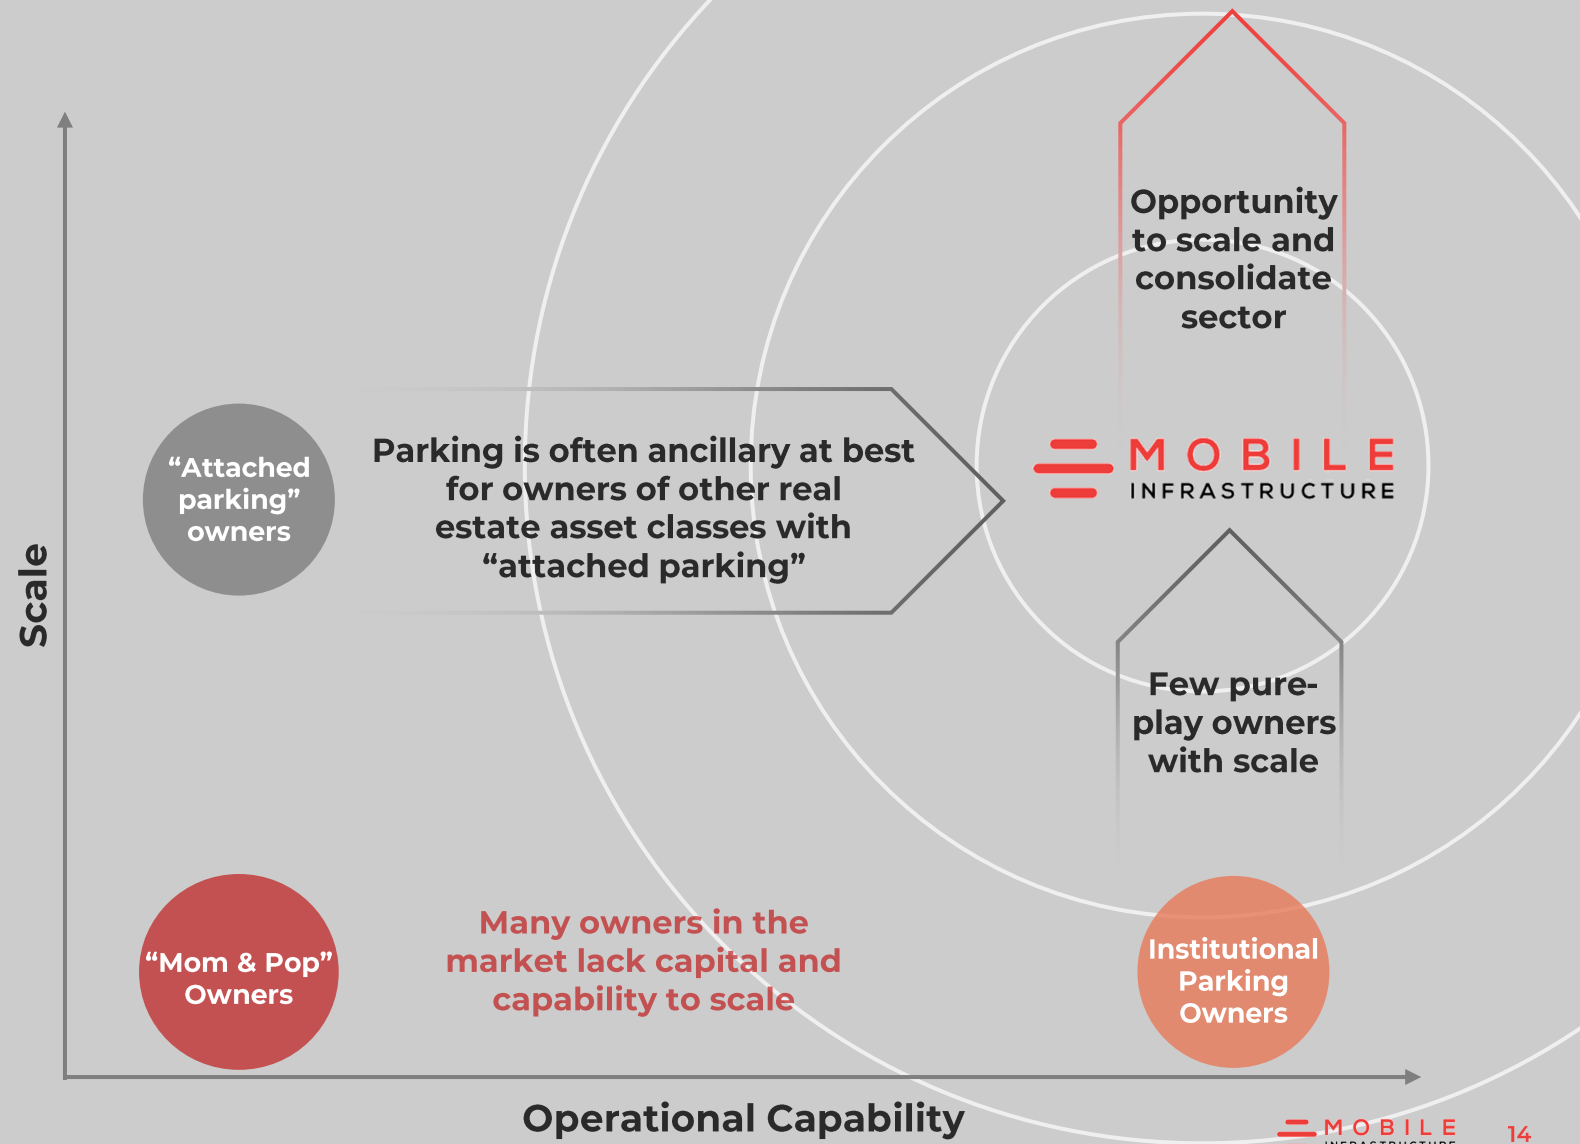 Opportunity
to scale and
consolidate
sector
MOBILE
INFRASTRUCTURE
“Attached
parking”
owners
Parking is often ancillary at best
for owners of other real
estate asset classes with
“attached parking”
Scale
Few pure-
play owners
with scale
“Mom & Pop”
Owners
Many owners in the
market lack capital and
capability to scale
Institutional
Parking
Owners
Operational Capability
MOBILE
INFRASTRUCTURE
14